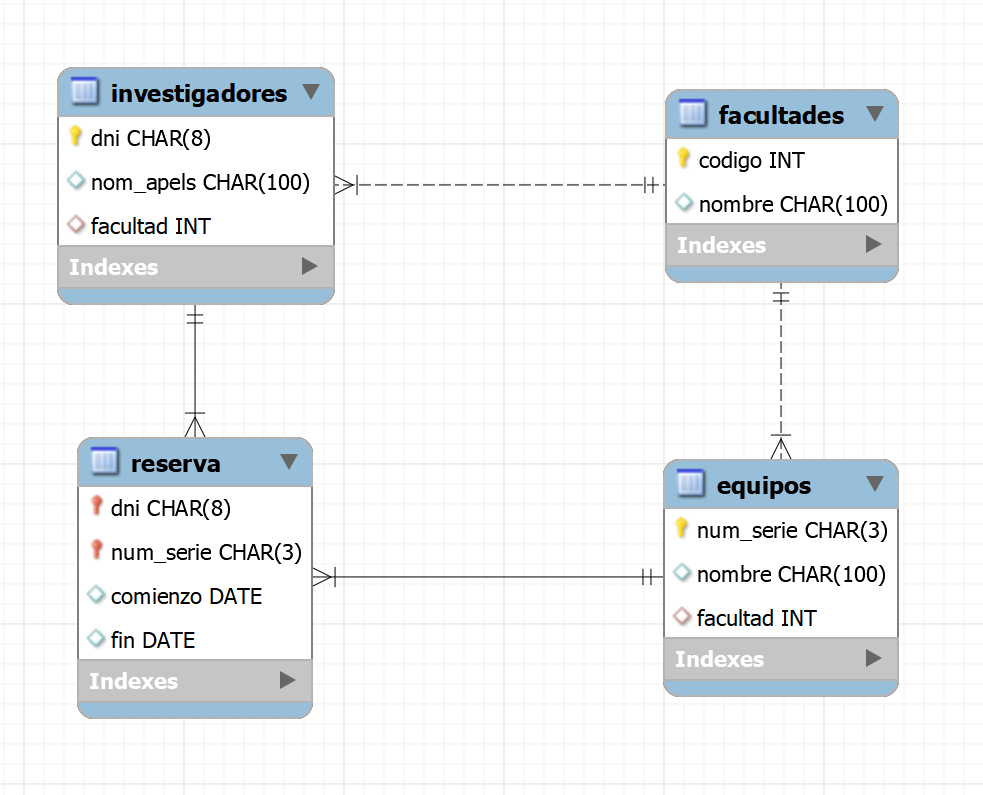 investigadores
dni CHAR(8)
nom_apels CHAR(100)
facultad INT
Indexes
facultades
codigo INT
nombre CHAR(100)
Indexes
reserva
dni CHAR(8)
num_serie CHAR(3)
comienzo DATE
fin DATE
Indexes
equipos
num_serie CHAR(3)
nombre CHAR(100)
facultad INT
Indexes